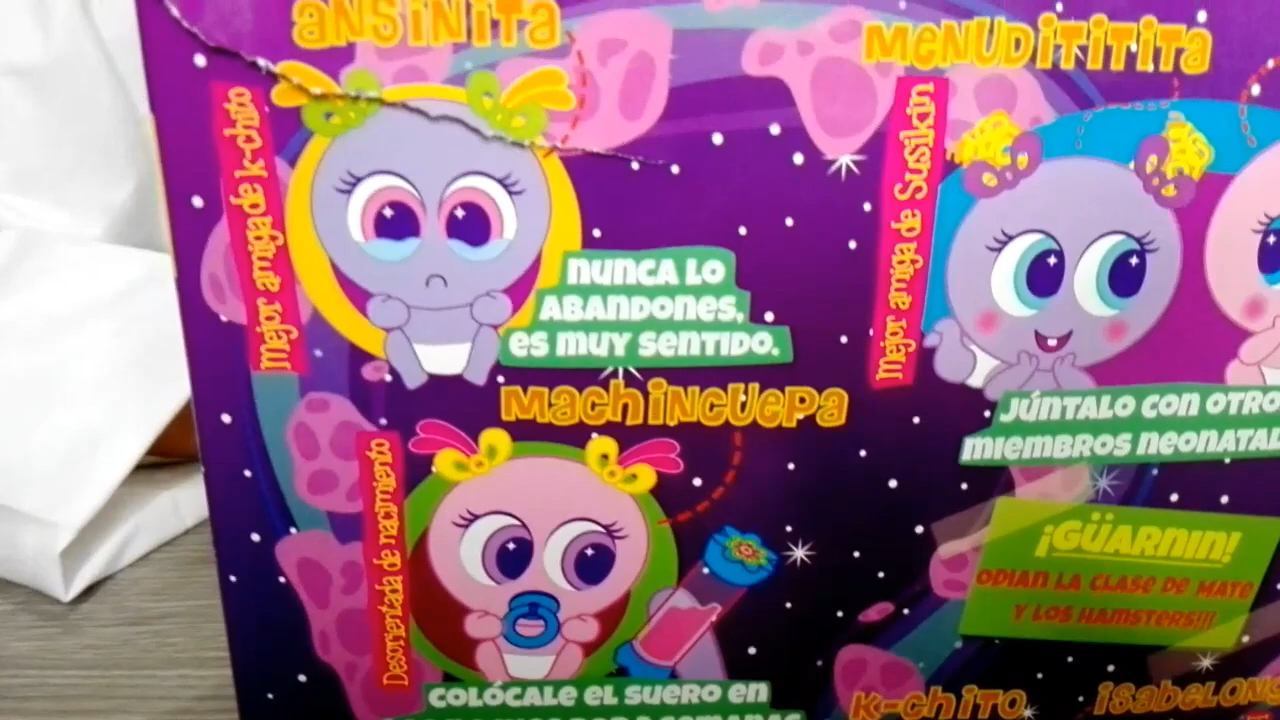 ANSINITA
Mejor amiga de k-chito
NUNCA LO
ABANDONES,
ES MUY SENTIDO.
MENUDITITITA
Mejor amiga de Susikin
JÚNTALO CON OTRO
MIEMBROS NEONATAL
MACHINCUEPA
Desorientada de nacimiento
COLÓCALE EL SUERO EN
¡GÜARNIN!
ODIAN LA CLASE DE MATE
Y LOS HAMSTERS!!!
K-CHITO
ISABELONS